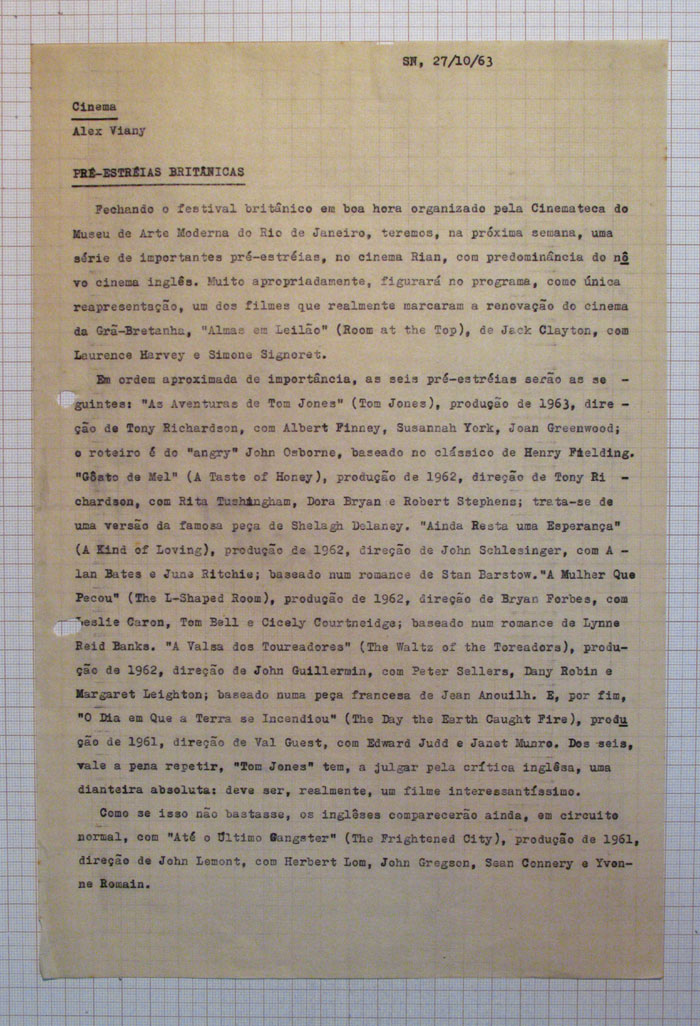 SN, 27/10/63
Cinema
Alex Viany
PRÉ-ESTRÉIAS BRITÂNICAS
Fechando o festival britânico em boa hora organizado pela Cinemateca do
Museu de Arte Moderna do Rio de Janeiro, teremos, na próxima semana, uma
série de importantes pré-estréias, no cinema Rian, com predominância do nô
vo cinema inglês. Muito apropriadamente, figurará no programa, como única
reapresentação, um dos filmes que realmente marcaram a renovação do cinema
da Grã-Bretanha, "Almas em Leilão" (Room at the Top), de Jack Clayton, com
Laurence Harvey e Simone Signoret.
Em ordem aproximada de importância, as seis pré-estréias serão as se -
guintes: "As Aventuras de Tom Jones" (Tom Jones), produção de 1963, dire -
ção de Tony Richardson, com Albert Finney, Susannah York, Joan Greenwood;
o roteiro é do "angry" John Osborne, baseado no clássico de Henry Fielding.
"Gôsto de Mel" (A Taste of Honey), produção de 1962, direção de Tony Ri -
chardson, com Rita Tushingham, Dora Bryan e Robert Stephens; trata-se de
uma versão da famosa peça de Shelagh Delaney. "Ainda Resta uma Esperança"
(A Kind of Loving), produção de 1962, direção de John Schlesinger, com A -
lan Bates e June Ritchie; baseado num romance de Stan Barstow."A Mulher Que
Pecou" (The L-Shaped Room), produção de 1962, direção de Bryan Forbes, com
Leslie Caron, Tom Bell e Cicely Courtneidge; baseado num romance de Lynne
Reid Banks. "A Valsa dos Toureadores" (The Waltz of the Toreadors), produ-
ção de 1962, direção de John Guillermin, com Peter Sellers, Dany Robin e
Margaret Leighton; baseado numa peça francesa de Jean Anouilh. E, por fim,
"O Dia em Que a Terra se Incendiou" (The Day the Earth Caught Fire), produ
ção de 1961, direção de Val Guest, com Edward Judd e Janet Munro. Dos seis,
vale a pena repetir, "Tom Jones" tem, a julgar pela crítica inglêsa, uma
dianteira absoluta: deve ser, realmente, um filme interessantíssimo.
Como se isso não bastasse, os inglêses comparecerão ainda, em circuito
normal, com "Até o Último Gangster" (The Frightened City), produção de 1961,
direção de John Lemont, com Herbert Lom, John Gregson, Sean Connery e Yvon-
ne Romain.